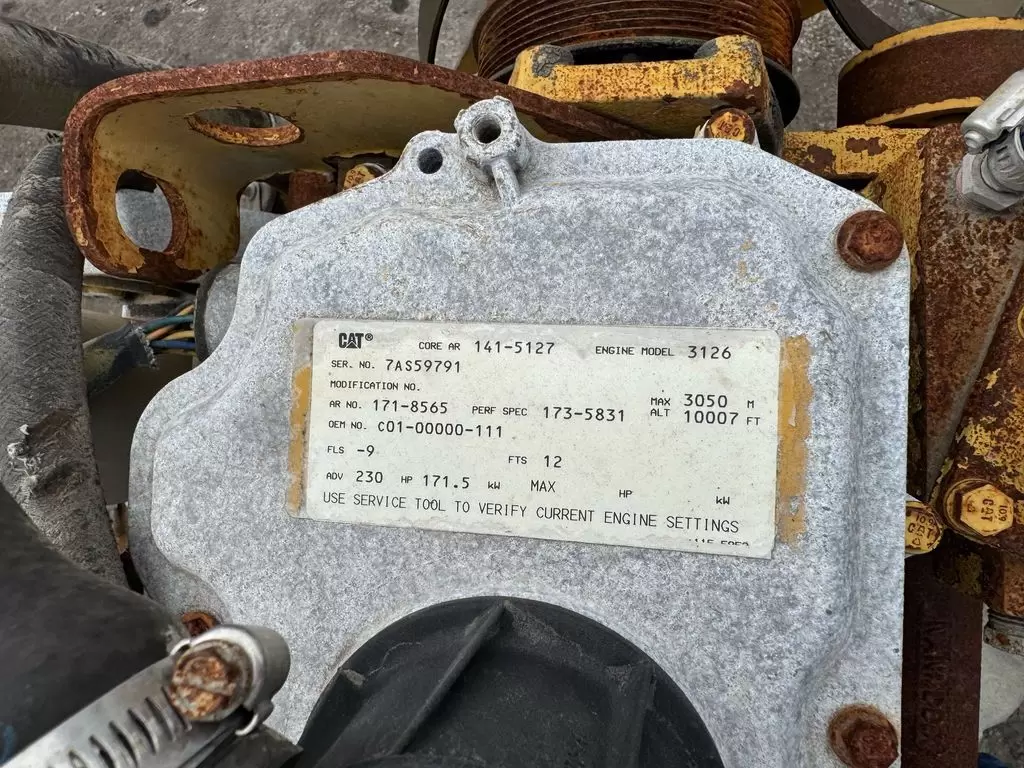 CAT® CORE AR 141-5127 ENGINE MODEL 3126
SER. NO. 7AS59791
MODIFICATION NO.
AR NO. 171-8565 PERF SPEC 173-5831 MAX ALT 3050 M 10007 FT
OEM NO. C01-00000-111
FLS -9 FTS 12
ADV 230 HP 171.5 kW MAX HP kW
USE SERVICE TOOL TO VERIFY CURRENT ENGINE SETTINGS
CAT